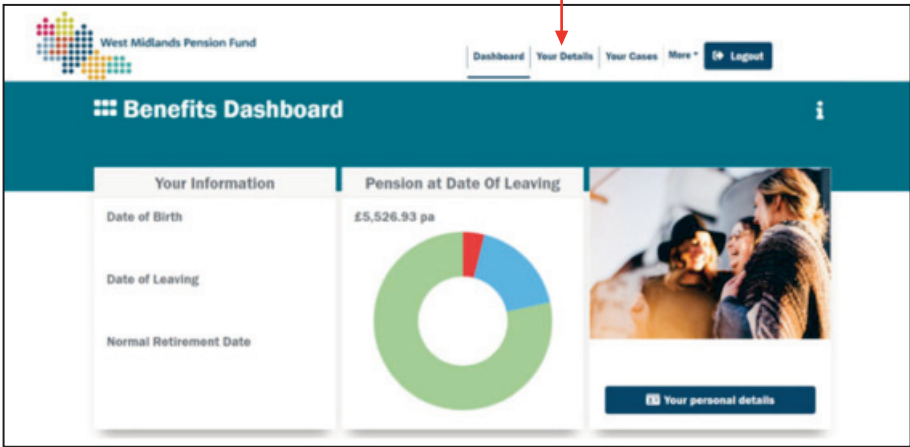 West Midlands Pension Fund
Dashboard Your Details Your Cases More Logout
Benefits Dashboard
i
Your Information
Date of Birth
Date of Leaving
Normal Retirement Date
Pension at Date Of Leaving
£5,526.93 pa
Your personal details